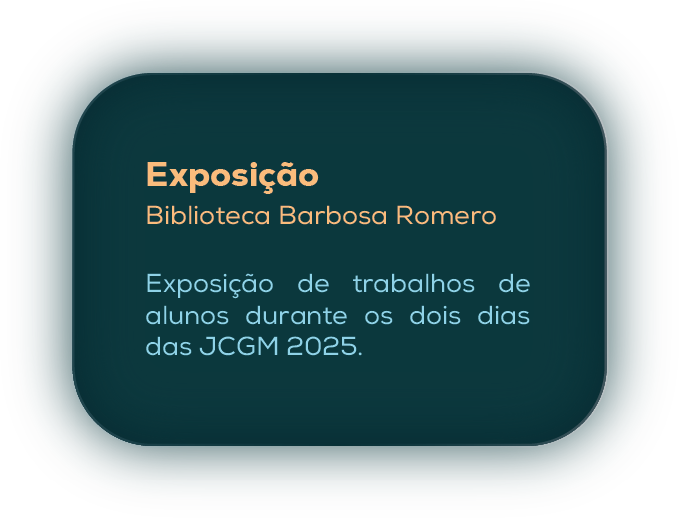 Exposição
Biblioteca Barbosa Romero
Exposição de trabalhos de
alunos durante os dois dias
das JCGM 2025.